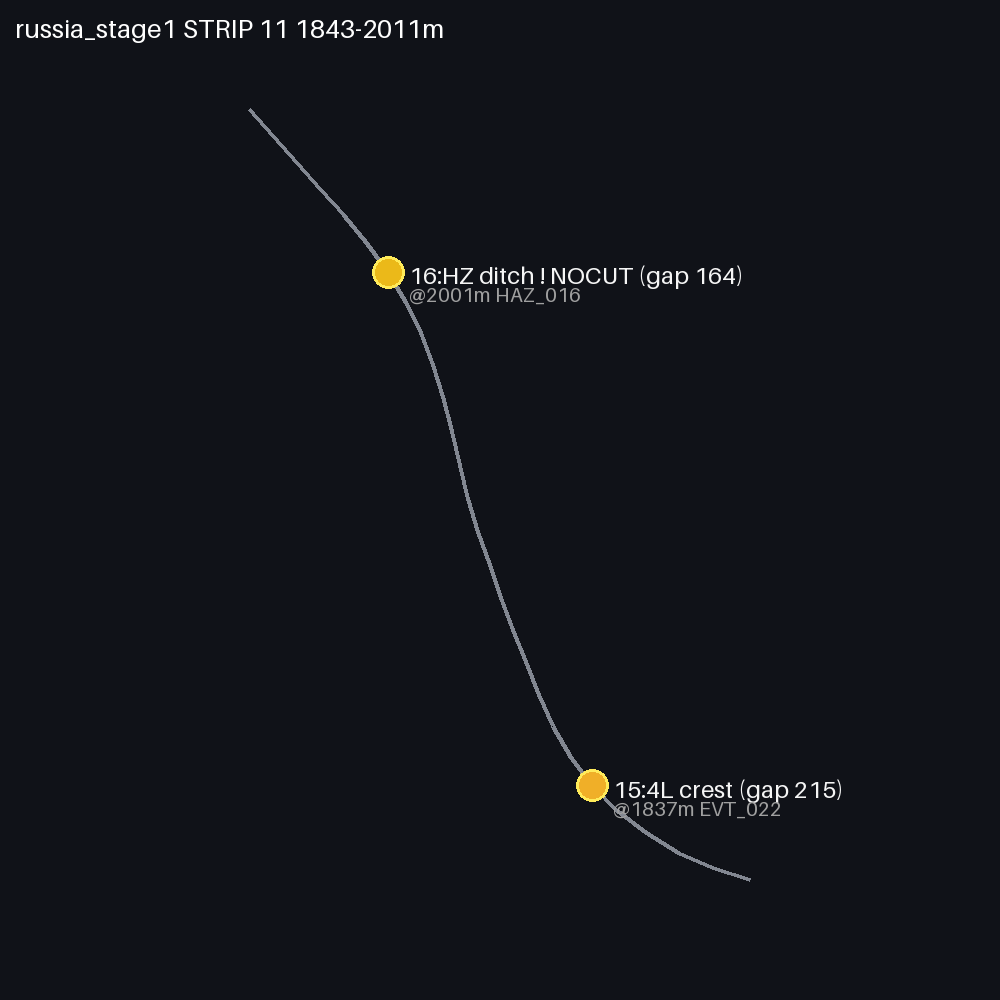 russia_stage1 STRIP 11 1843-2011m
16:HZ ditch ! NOCUT (gap 164)
@2001m HAZ_016
15:4L crest (gap 215)
@1837m EVT_022